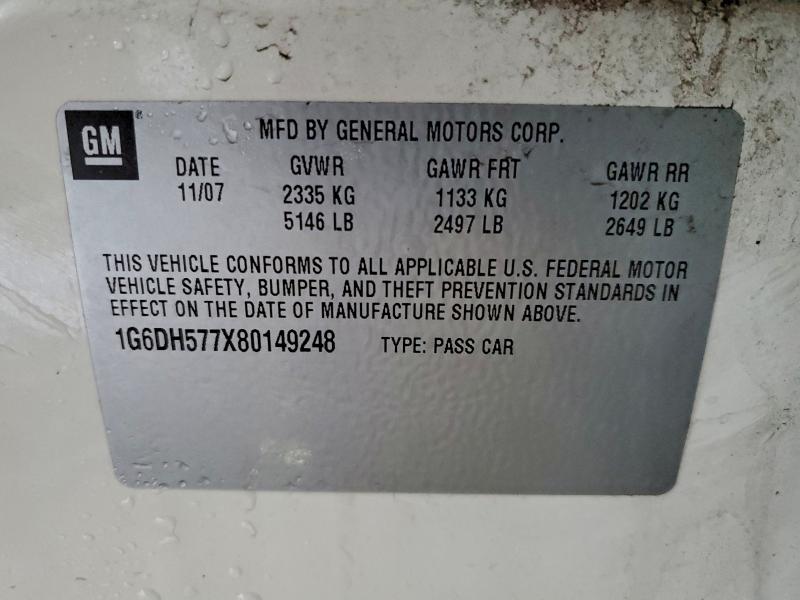 GM ® MFD BY GENERAL MOTORS CORP.
DATE GVWR GAWR FRT GAWR RR
11/07 2335 KG 1133 KG 1202 KG
5146 LB 2497 LB 2649 LB
THIS VEHICLE CONFORMS TO ALL APPLICABLE U.S. FEDERAL MOTOR
VEHICLE SAFETY, BUMPER, AND THEFT PREVENTION STANDARDS IN
EFFECT ON THE DATE OF MANUFACTURE SHOWN ABOVE.
1G6DH577X80149248 TYPE: PASS CAR